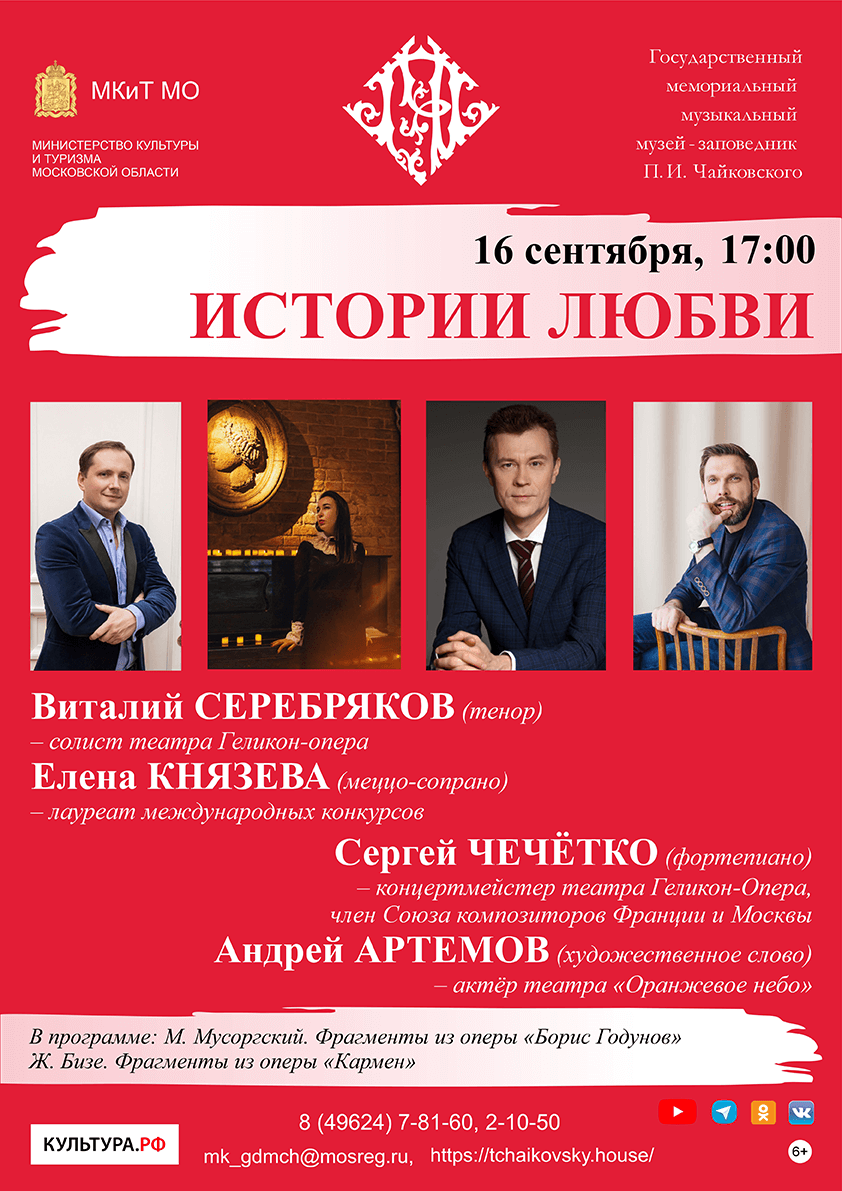 МКиТ МО
МИНИСТЕРСТВО КУЛЬТУРЫ
И ТУРИЗМА
МОСКОВСКОЙ ОБЛАСТИ
Государственный
мемориальный
музыкальный
музей - заповедник
П. И. Чайковского
16 сентября, 17:00
ИСТОРИИ ЛЮБВИ
Виталий СЕРЕБРЯКОВ (тенор)
– солист театра Геликон-опера
Елена КНЯЗЕВА (меццо-сопрано)
– лауреат международных конкурсов
Сергей ЧЕЧЁТКО (фортепиано)
– концертмейстер театра Геликон-Опера,
член Союза композиторов Франции и Москвы
Андрей АРТЕМОВ (художественное слово)
– актёр театра «Оранжевое небо»
В программе: М. Мусоргский. Фрагменты из оперы «Борис Годунов»
Ж. Бизе. Фрагменты из оперы «Кармен»
КУЛЬТУРА.РФ
8 (49624) 7-81-60, 2-10-50
mk_gdmch@mosreg.ru, https://tchaikovsky.house/
6+